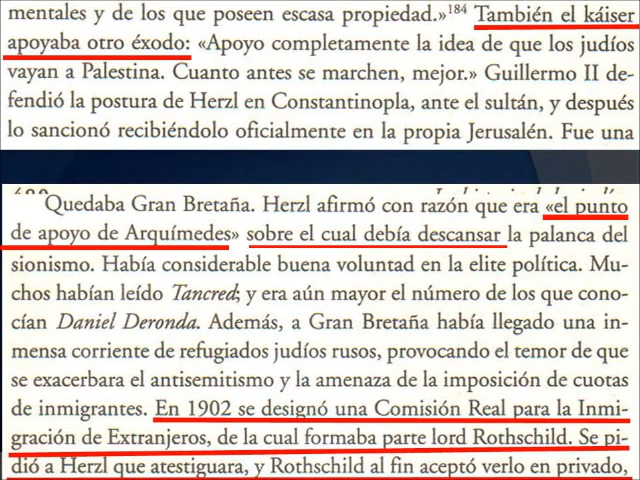 mentales y de los que poseen escasa propiedad.»184 También el káiser
apoyaba otro éxodo: «Apoyo completamente la idea de que los judíos
vayan a Palestina. Cuanto antes se marchen, mejor.» Guillermo II de-
fendió la postura de Herzl en Constantinopla, ante el sultán, y después
lo sancionó recibiéndolo oficialmente en la propia Jerusalén. Fue una
Quedaba Gran Bretaña. Herzl afirmó con razón que era «el punto
de apoyo de Arquímedes» sobre el cual debía descansar la palanca del
sionismo. Había considerable buena voluntad en la elite política. Mu-
chos habían leído Tancred, y era aún mayor el número de los que cono-
cían Daniel Deronda. Además, a Gran Bretaña había llegado una in-
mensa corriente de refugiados judíos rusos, provocando el temor de que
se exacerbara el antisemitismo y la amenaza de la imposición de cuotas
de inmigrantes. En 1902 se designó una Comisión Real para la Inmi-
gración de Extranjeros, de la cual formaba parte lord Rothschild. Se pi-
dió a Herzl que atestiguara, y Rothschild al fin aceptó verlo en privado,